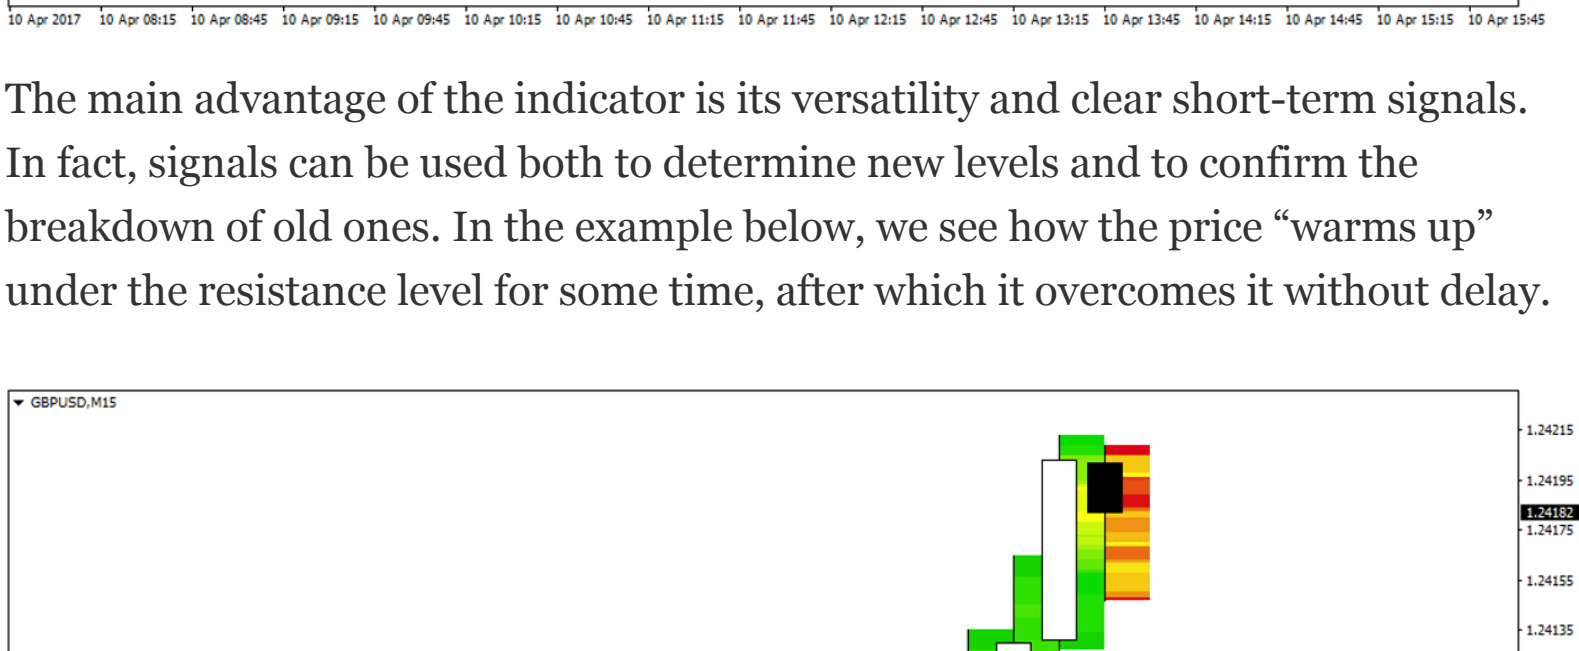 10 Apr 2017 10 Apr 08:15 10 Apr 08:45 10 Apr 09:15 10 Apr 09:45 10 Apr 10:15 10 Apr 10:45 10 Apr 11:15 10 Apr 11:45 10 Apr 12:15 10 Apr 12:45 10 Apr 13:15 10 Apr 13:45 10 Apr 14:15 10 Apr 14:45 10 Apr 15:15 10 Apr 15:45
The main advantage of the indicator is its versatility and clear short-term signals.
In fact, signals can be used both to determine new levels and to confirm the
breakdown of old ones. In the example below, we see how the price “warms up”
under the resistance level for some time, after which it overcomes it without delay.
GBPUSD,M15
1.24215
1.24195
1.24182
1.24175
1.24155
1.24135